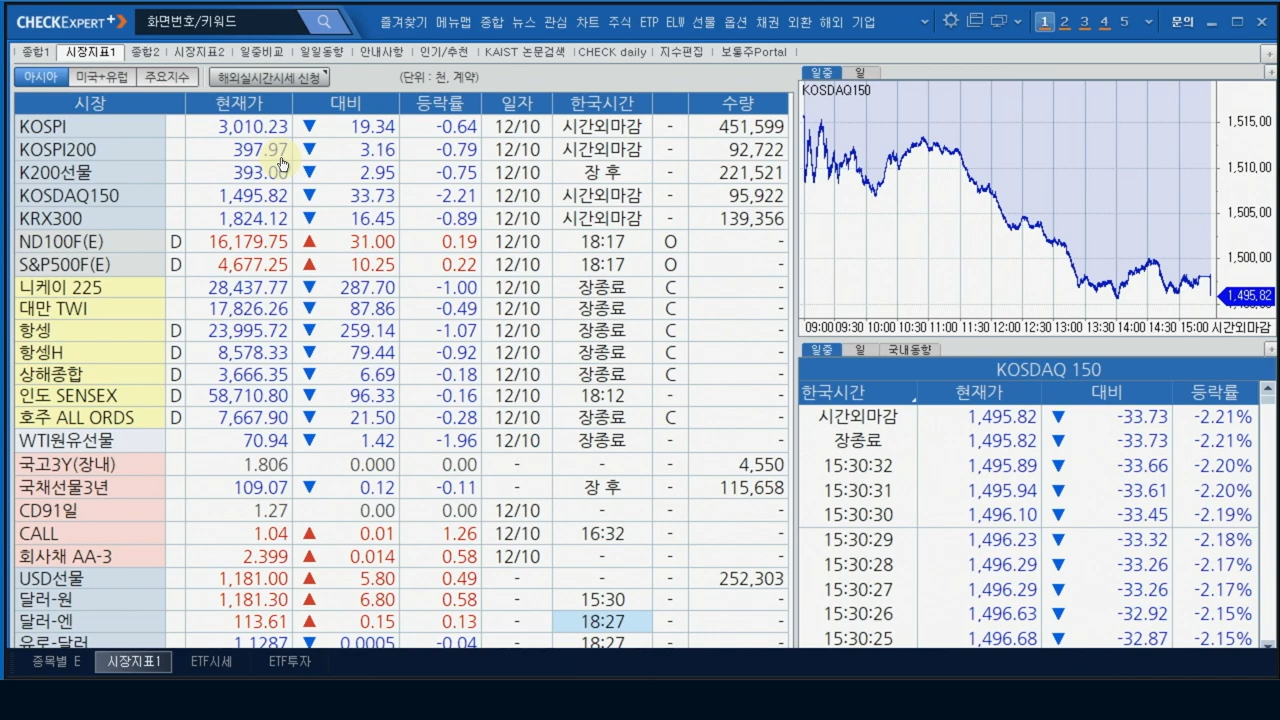 CHECKEXPERT+ 화면번호/키워드 즐겨찾기 메뉴맵 종합 뉴스 관심 차트 주식 ETP ELW 선물 옵션 채권 외환 해외 기업 1 2 3 4 5 문의
종합1 시장지표1 종합2 시장지표2 일중비교 일일동향 안내사항 인기/추천 KAIST 논문검색 CHECK daily 지수편집 보통주Portal
아시아 미국+유럽 주요지수 해외실시간시세 신청 (단위 : 천, 계약)
시장 현재가 대비 등락률 일자 한국시간 수량
KOSPI 3,010.23 ▼ 19.34 -0.64 12/10 시간외마감 - 451,599
KOSPI200 397.97 ▼ 3.16 -0.79 12/10 시간외마감 - 92,722
K200선물 393.00 ▼ 2.95 -0.75 12/10 장 후 - 221,521
KOSDAQ150 1,495.82 ▼ 33.73 -2.21 12/10 시간외마감 - 95,922
KRX300 1,824.12 ▼ 16.45 -0.89 12/10 시간외마감 - 139,356
ND100F(E) D 16,179.75 ▲ 31.00 0.19 12/10 18:17 O -
S&P500F(E) D 4,677.25 ▲ 10.25 0.22 12/10 18:17 O -
니케이 225 28,437.77 ▼ 287.70 -1.00 12/10 장종료 C -
대만 TWI 17,826.26 ▼ 87.86 -0.49 12/10 장종료 C -
항셍 D 23,995.72 ▼ 259.14 -1.07 12/10 장종료 C -
항셍H D 8,578.33 ▼ 79.44 -0.92 12/10 장종료 C -
상해종합 D 3,666.35 ▼ 6.69 -0.18 12/10 장종료 C -
인도 SENSEX D 58,710.80 ▼ 96.33 -0.16 12/10 18:12 - -
호주 ALL ORDS D 7,667.90 ▼ 21.50 -0.28 12/10 장종료 C -
WTI원유선물 70.94 ▼ 1.42 -1.96 12/10 장종료 - -
국고3Y(장내) 1.806 0.000 0.00 - - - 4,550
국채선물3년 109.07 ▼ 0.12 -0.11 - 장 후 - 115,658
CD91일 1.27 0.00 0.00 12/10 - - -
CALL 1.04 ▲ 0.01 1.26 12/10 16:32 - -
회사채 AA-3 2.399 ▲ 0.014 0.58 12/10 - - -
USD선물 1,181.00 ▲ 5.80 0.49 - - - 252,303
달러-원 1,181.30 ▲ 6.80 0.58 - 15:30 - -
달러-엔 113.61 ▲ 0.15 0.13 - 18:27 - -
유로-달러 1.1287 ▼ 0.0005 -0.04 - 18:27 - -
일중 일
KOSDAQ150
1,515.00
1,510.00
1,505.00
1,500.00
1,495.82
09:00 09:30 10:00 10:30 11:00 11:30 12:00 12:30 13:00 13:30 14:00 14:30 15:00 시간외마감
일중 일 국내동향
KOSDAQ 150
한국시간 현재가 대비 등락률
시간외마감 1,495.82 ▼ -33.73 -2.21%
장종료 1,495.82 ▼ -33.73 -2.21%
15:30:32 1,495.89 ▼ -33.66 -2.20%
15:30:31 1,495.94 ▼ -33.61 -2.20%
15:30:30 1,496.10 ▼ -33.45 -2.19%
15:30:29 1,496.23 ▼ -33.32 -2.18%
15:30:28 1,496.29 ▼ -33.26 -2.17%
15:30:27 1,496.29 ▼ -33.26 -2.17%
15:30:26 1,496.63 ▼ -32.92 -2.15%
15:30:25 1,496.68 ▼ -32.87 -2.15%
종목별 E 시장지표1 ETF시세 ETF투자